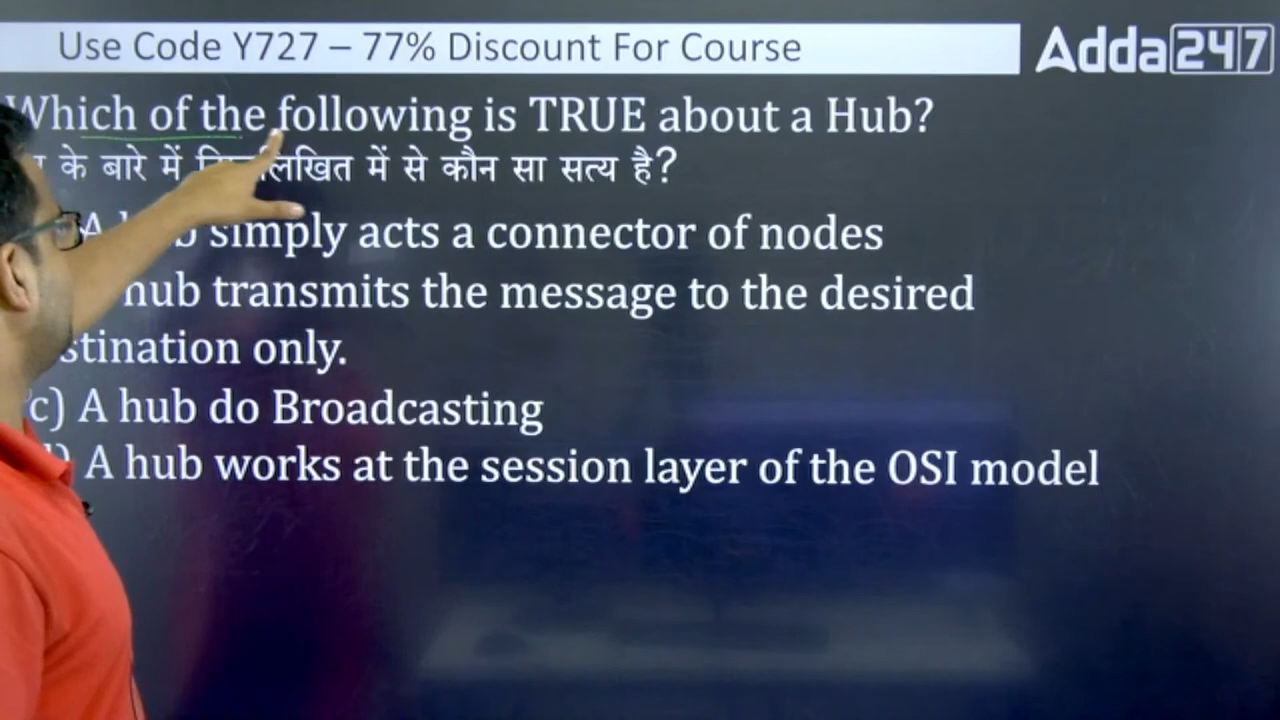 Use Code Y727 – 77% Discount For Course
Adda247
Which of the following is TRUE about a Hub?
के बारे में में से कौन सा सत्य है?
simply acts a connector of nodes
hub transmits the message to the desired
only.
c) A hub do Broadcasting
A hub works at the session layer of the OSI model